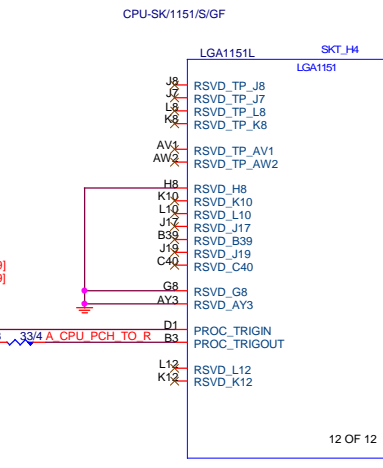 CPU-SK/1151/S/GF
LGA1151L SKT_H4
LGA1151
J8 RSVD_TP_J8
J7 RSVD_TP_J7
L8 RSVD_TP_L8
K8 RSVD_TP_K8
AV1 RSVD_TP_AV1
AW2 RSVD_TP_AW2
H8 RSVD_H8
K10 RSVD_K10
L10 RSVD_L10
J17 RSVD_J17
B39 RSVD_B39
J19 RSVD_J19
C40 RSVD_C40
9]
9]
G8 RSVD_G8
AY3 RSVD_AY3
D1 PROC_TRIGIN
33/4 A_CPU_PCH_TO_R B3 PROC_TRIGOUT
L12 RSVD_L12
K12 RSVD_K12
12 OF 12